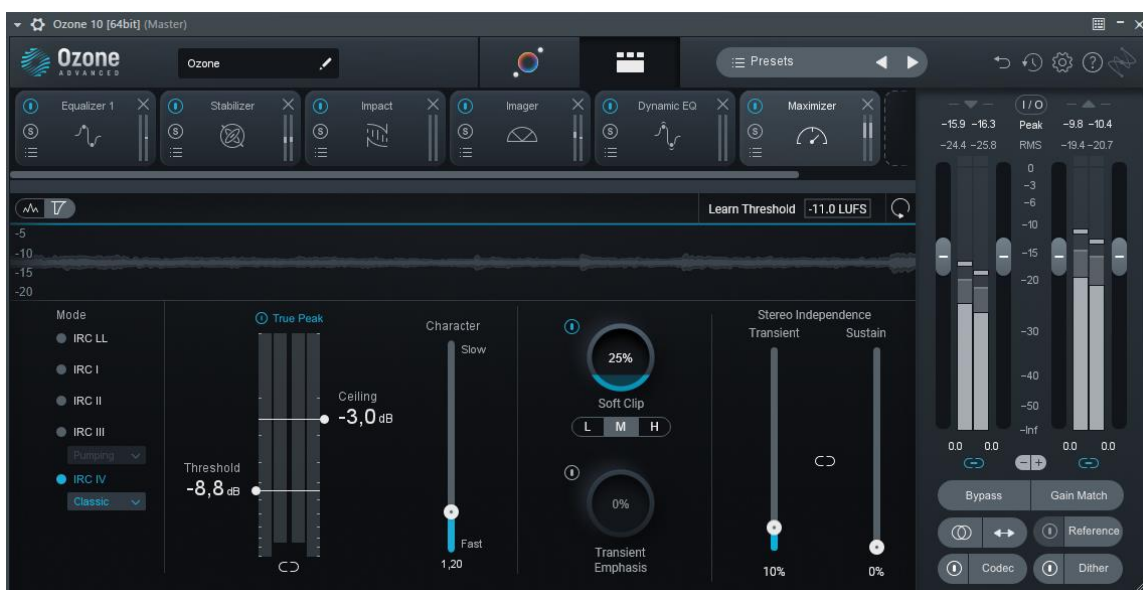 Ozone 10 [64bit] (Master)
Ozone
ADVANCED
Ozone
Presets
Equalizer 1
Stabilizer
Impact
Imager
Dynamic EQ
Maximizer
S
S
S
S
S
S
I/O
-15.9 -16.3 Peak -9.8 -10.4
-24.4 -25.8 RMS -19.4 -20.7
Learn Threshold -11.0 LUFS
-5
-10
-15
-20
Mode
IRC LL
IRC I
IRC II
IRC III
Pumping
IRC IV
Classic
True Peak
Ceiling
-3,0 dB
Threshold
-8,8 dB
Character
Slow
Fast
1,20
25%
Soft Clip
L M H
0%
Transient
Emphasis
Stereo Independence
Transient Sustain
10% 0%
0
-3
-6
-10
-15
-20
-30
-40
-50
-Inf
0.0 0.0 0.0 0.0
Bypass Gain Match
Reference
Codec Dither